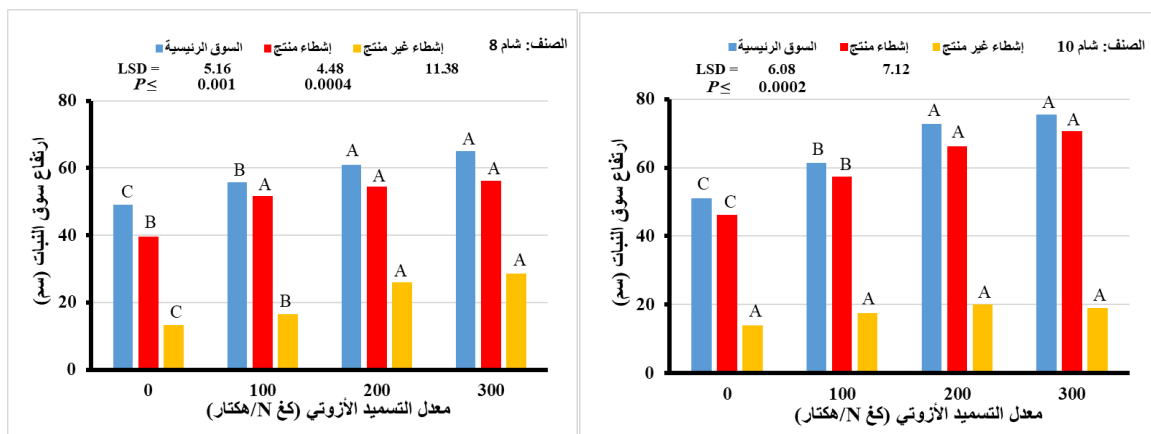 الصنف: شام 8
السوق الرئيسية إشطاء منتج إشطاء غير منتج
LSD = 5.16 4.48 11.38
P ≤ 0.001 0.0004
80
60
40
20
0
C B C
B A B
A A A
A A A
0 100 200 300
ارتفاع سوق النبات (سم)
معدل التسميد الأزوتي (كغ N/هكتار)
الصنف: شام 10
السوق الرئيسية إشطاء منتج إشطاء غير منتج
LSD = 6.08 7.12
P ≤ 0.0002
80
60
40
20
0
C C A
B B A
A A A
A A A
0 100 200 300
ارتفاع سوق النبات (سم)
معدل التسميد الأزوتي (كغ N/هكتار)